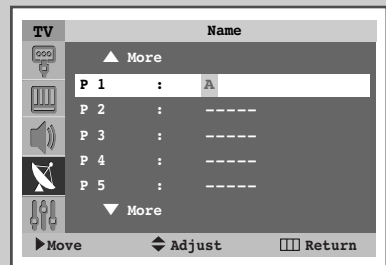 TV Name
▲ More
P 1 : A
P 2 : -----
P 3 : -----
P 4 : -----
P 5 : -----
▼ More
Move Adjust Return